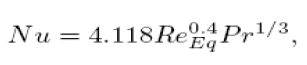 Nu = 4.118Re_{Eq}^{0.4}Pr^{1/3},